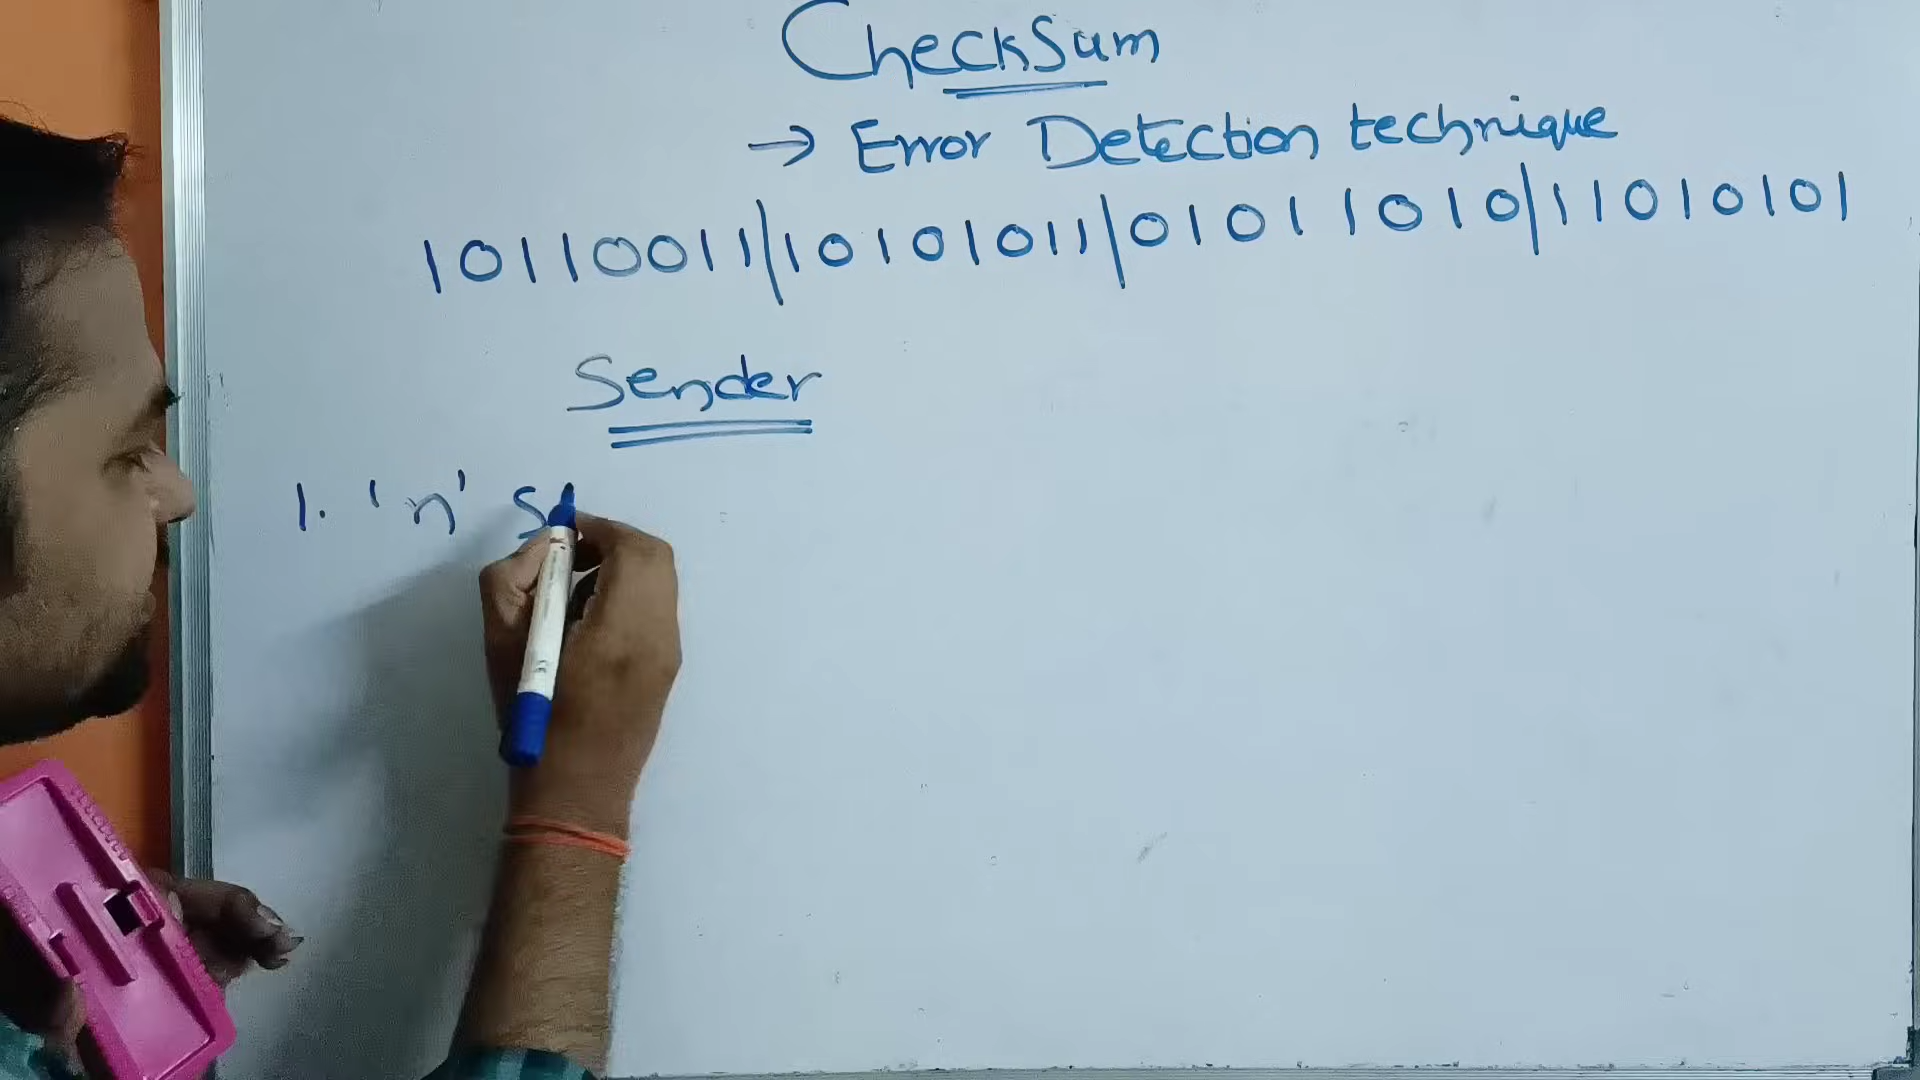 CheckSum
→ Error Detection technique
10110011|10101011|01011010|11010101
Sender
1. 'n' S